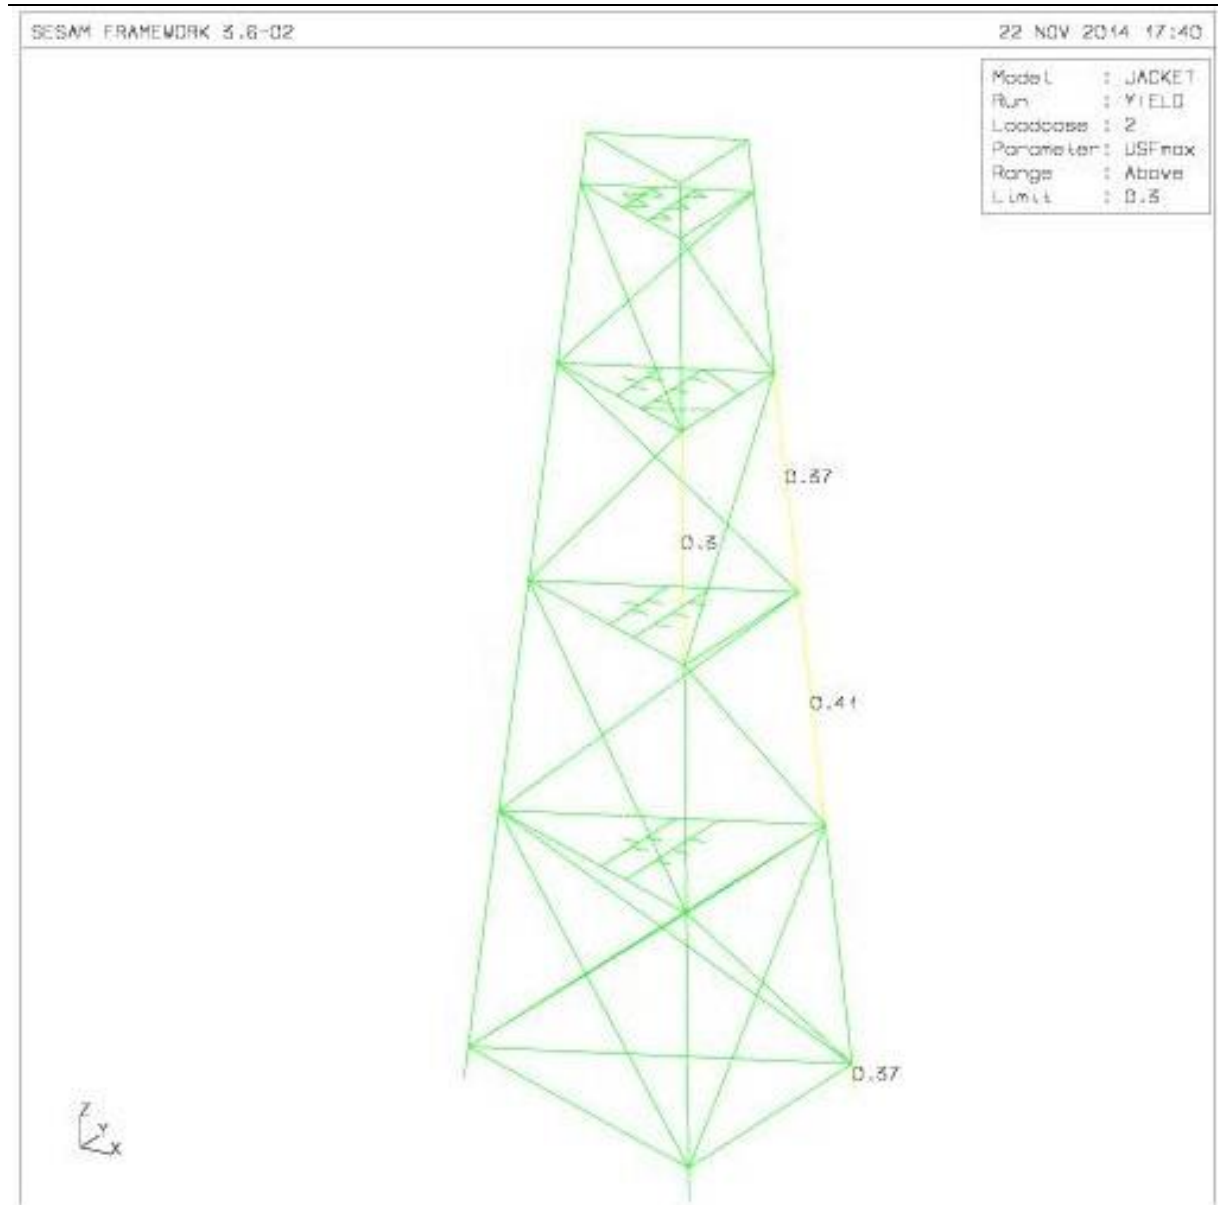 SESAM FRAMEWORK 3.6-02
22 NOV 2014 17:40
Model : JACKET
Run : YIELD
Loadcase : 2
Parameter: USFmax
Range : Above
Limit : 0.3
0.37
0.3
0.41
0.37
Z
Y
X